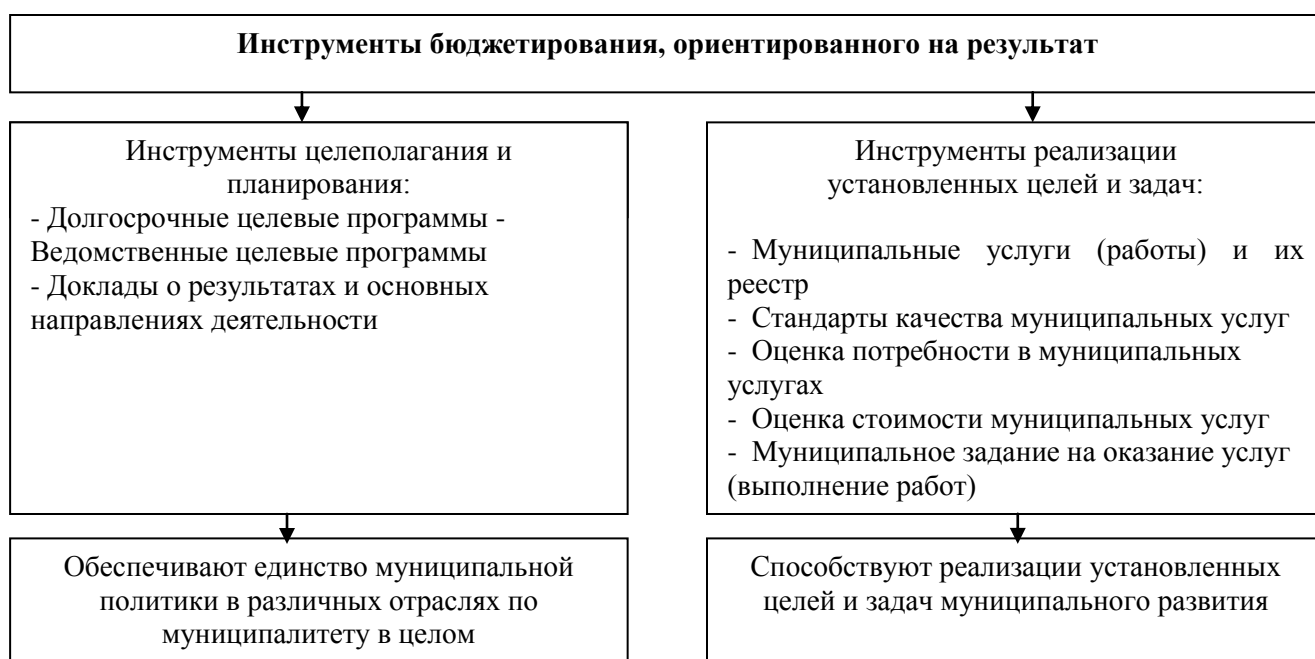 Инструменты бюджетирования, ориентированного на результат
Инструменты целеполагания и
планирования:
- Долгосрочные целевые программы -
Ведомственные целевые программы
- Доклады о результатах и основных
направлениях деятельности
Инструменты реализации
установленных целей и задач:
- Муниципальные услуги (работы) и их
реестр
- Стандарты качества муниципальных услуг
- Оценка потребности в муниципальных
услугах
- Оценка стоимости муниципальных услуг
- Муниципальное задание на оказание услуг
(выполнение работ)
Обеспечивают единство муниципальной
политики в различных отраслях по
муниципалитету в целом
Способствуют реализации установленных
целей и задач муниципального развития